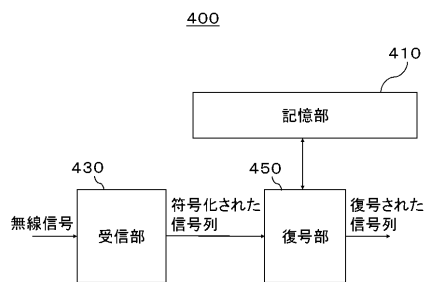 400
410
記憶部
430
450
無線信号
受信部
符号化された
信号列
復号部
復号された
信号列